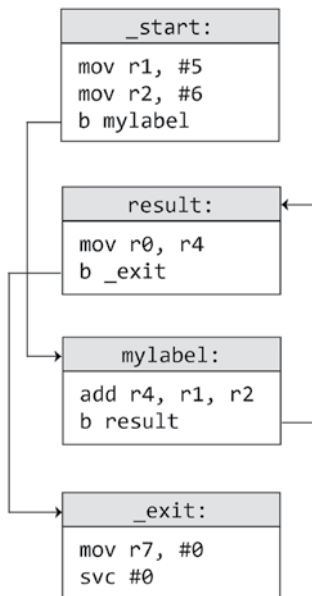 _start:
mov r1, #5
mov r2, #6
b mylabel
result:
mov r0, r4
b _exit
mylabel:
add r4, r1, r2
b result
_exit:
mov r7, #0
svc #0